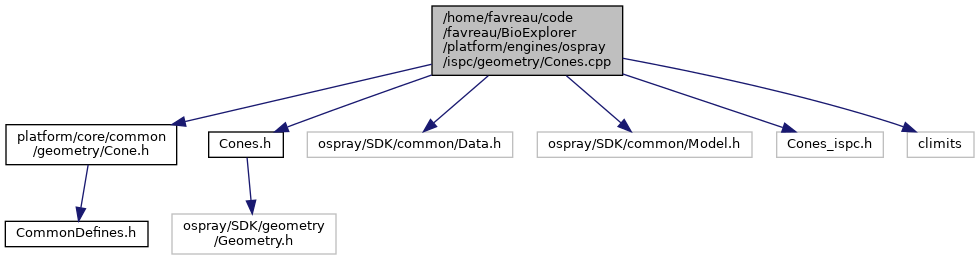 /home/favreau/code
/favreau/BioExplorer
/platform/engines/ospray
/ispc/geometry/Cones.cpp
platform/core/common
/geometry/Cone.h
Cones.h
ospray/SDK/common/Data.h
ospray/SDK/common/Model.h
Cones_ispc.h
climits
CommonDefines.h
ospray/SDK/geometry
/Geometry.h